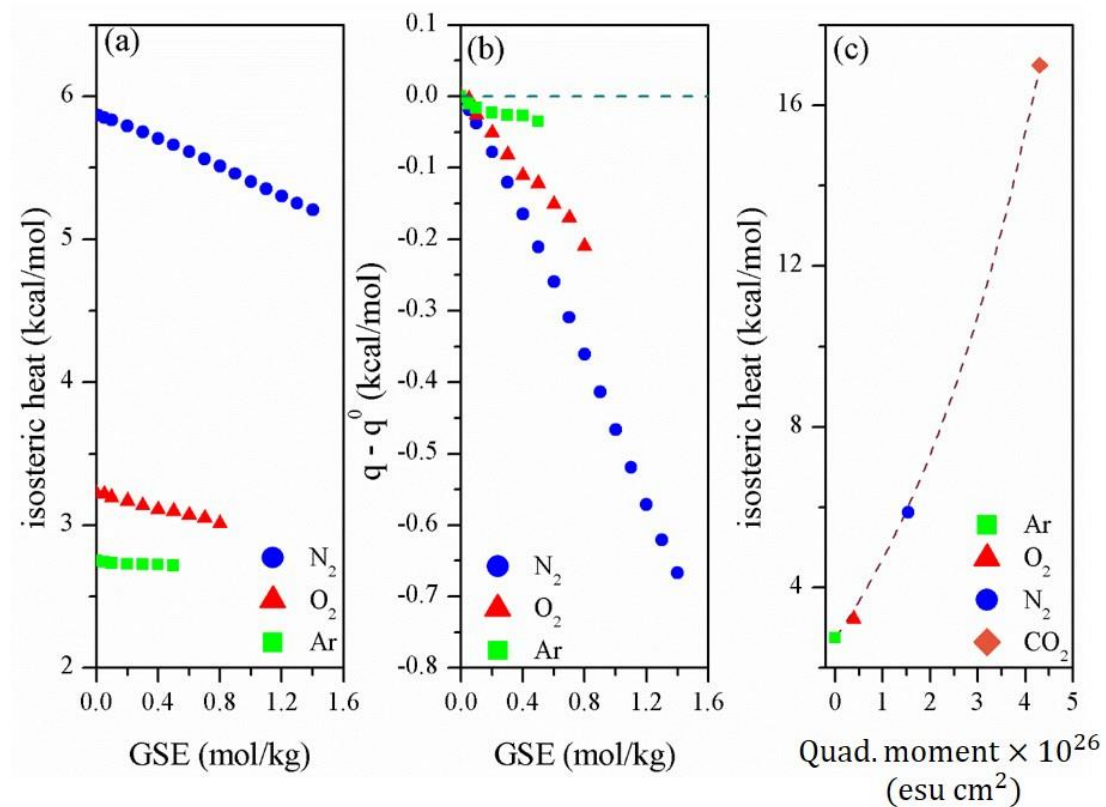 (a)
6
5
4
3
2
isosteric heat (kcal/mol)
N₂
O₂
Ar
0.0 0.4 0.8 1.2 1.6
GSE (mol/kg)
(b)
0.1
0.0
-0.1
-0.2
-0.3
-0.4
-0.5
-0.6
-0.7
-0.8
q - q⁰ (kcal/mol)
N₂
O₂
Ar
0.0 0.4 0.8 1.2 1.6
GSE (mol/kg)
(c)
16
12
8
4
isosteric heat (kcal/mol)
Ar
O₂
N₂
CO₂
0 1 2 3 4 5
Quad. moment × 10²⁶
(esu cm²)